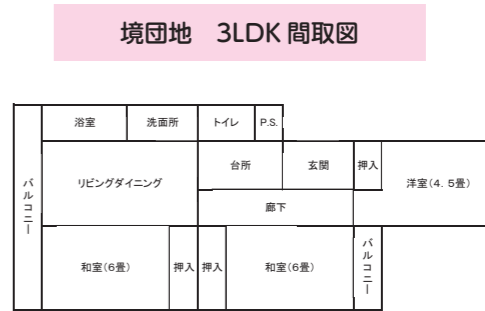 境団地　3LDK 間取図
浴室
洗面所
トイレ
P.S.
バルコニー
リビングダイニング
台所
玄関
押入
洋室(4．5畳)
廊下
和室(6畳)
押入
押入
和室(6畳)
バルコニー